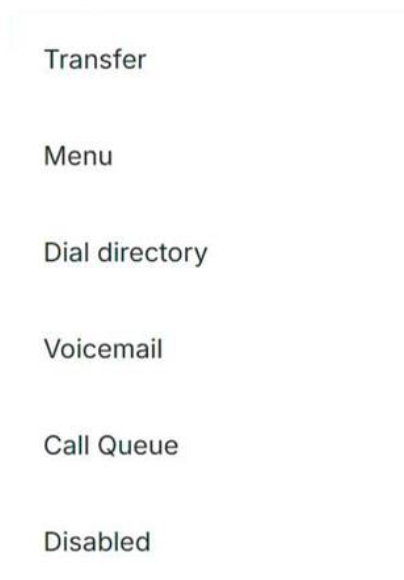 Transfer
Menu
Dial directory
Voicemail
Call Queue
Disabled